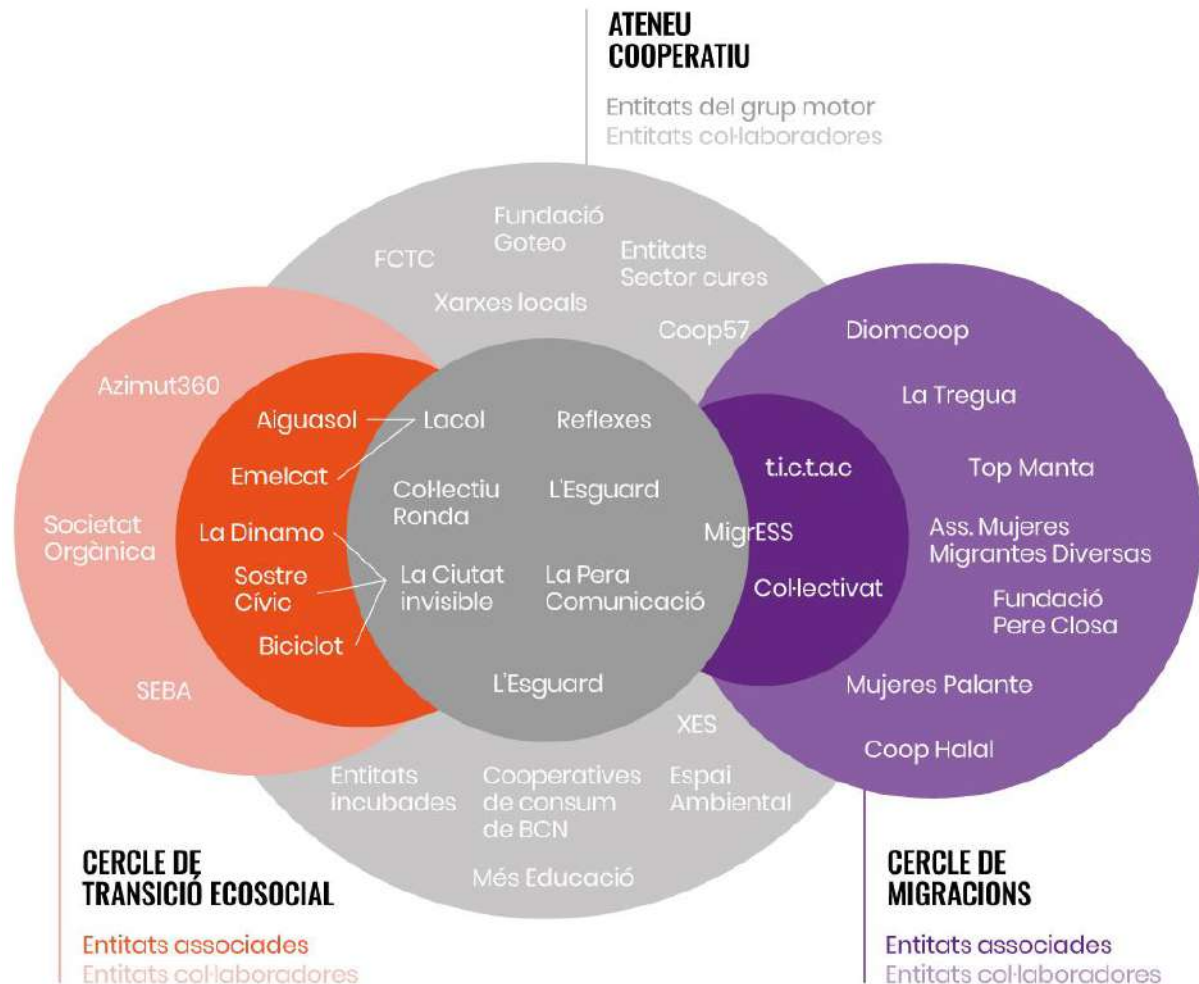 ATENEU
COOPERATIU
Entitats del grup motor
Entitats col·laboradores
Fundació
Goteo
FCTC
Entitats
Sector cures
Xarxes locals
Coop57
Diomcoop
Azimut360
La Tregua
Aiguasol
Lacol
Reflexes
Emelcat
t.i.c.t.a.c
Top Manta
Col·lectiu
Ronda
L'Esguard
Societat
Orgànica
La Dinamo
MigrESS
Ass. Mujeres
Migrantes Diversas
Sostre
Cívic
La Ciutat
invisible
La Pera
Comunicació
Col·lectivat
Fundació
Pere Closa
Biciclot
SEBA
L'Esguard
Mujeres Palante
XES
Coop Halal
Entitats
incubades
Cooperatives
de consum
de BCN
Espai
Ambiental
Més Educació
CERCLE DE
TRANSICIÓ ECOSOCIAL
Entitats associades
Entitats col·laboradores
CERCLE DE
MIGRACIONS
Entitats associades
Entitats col·laboradores